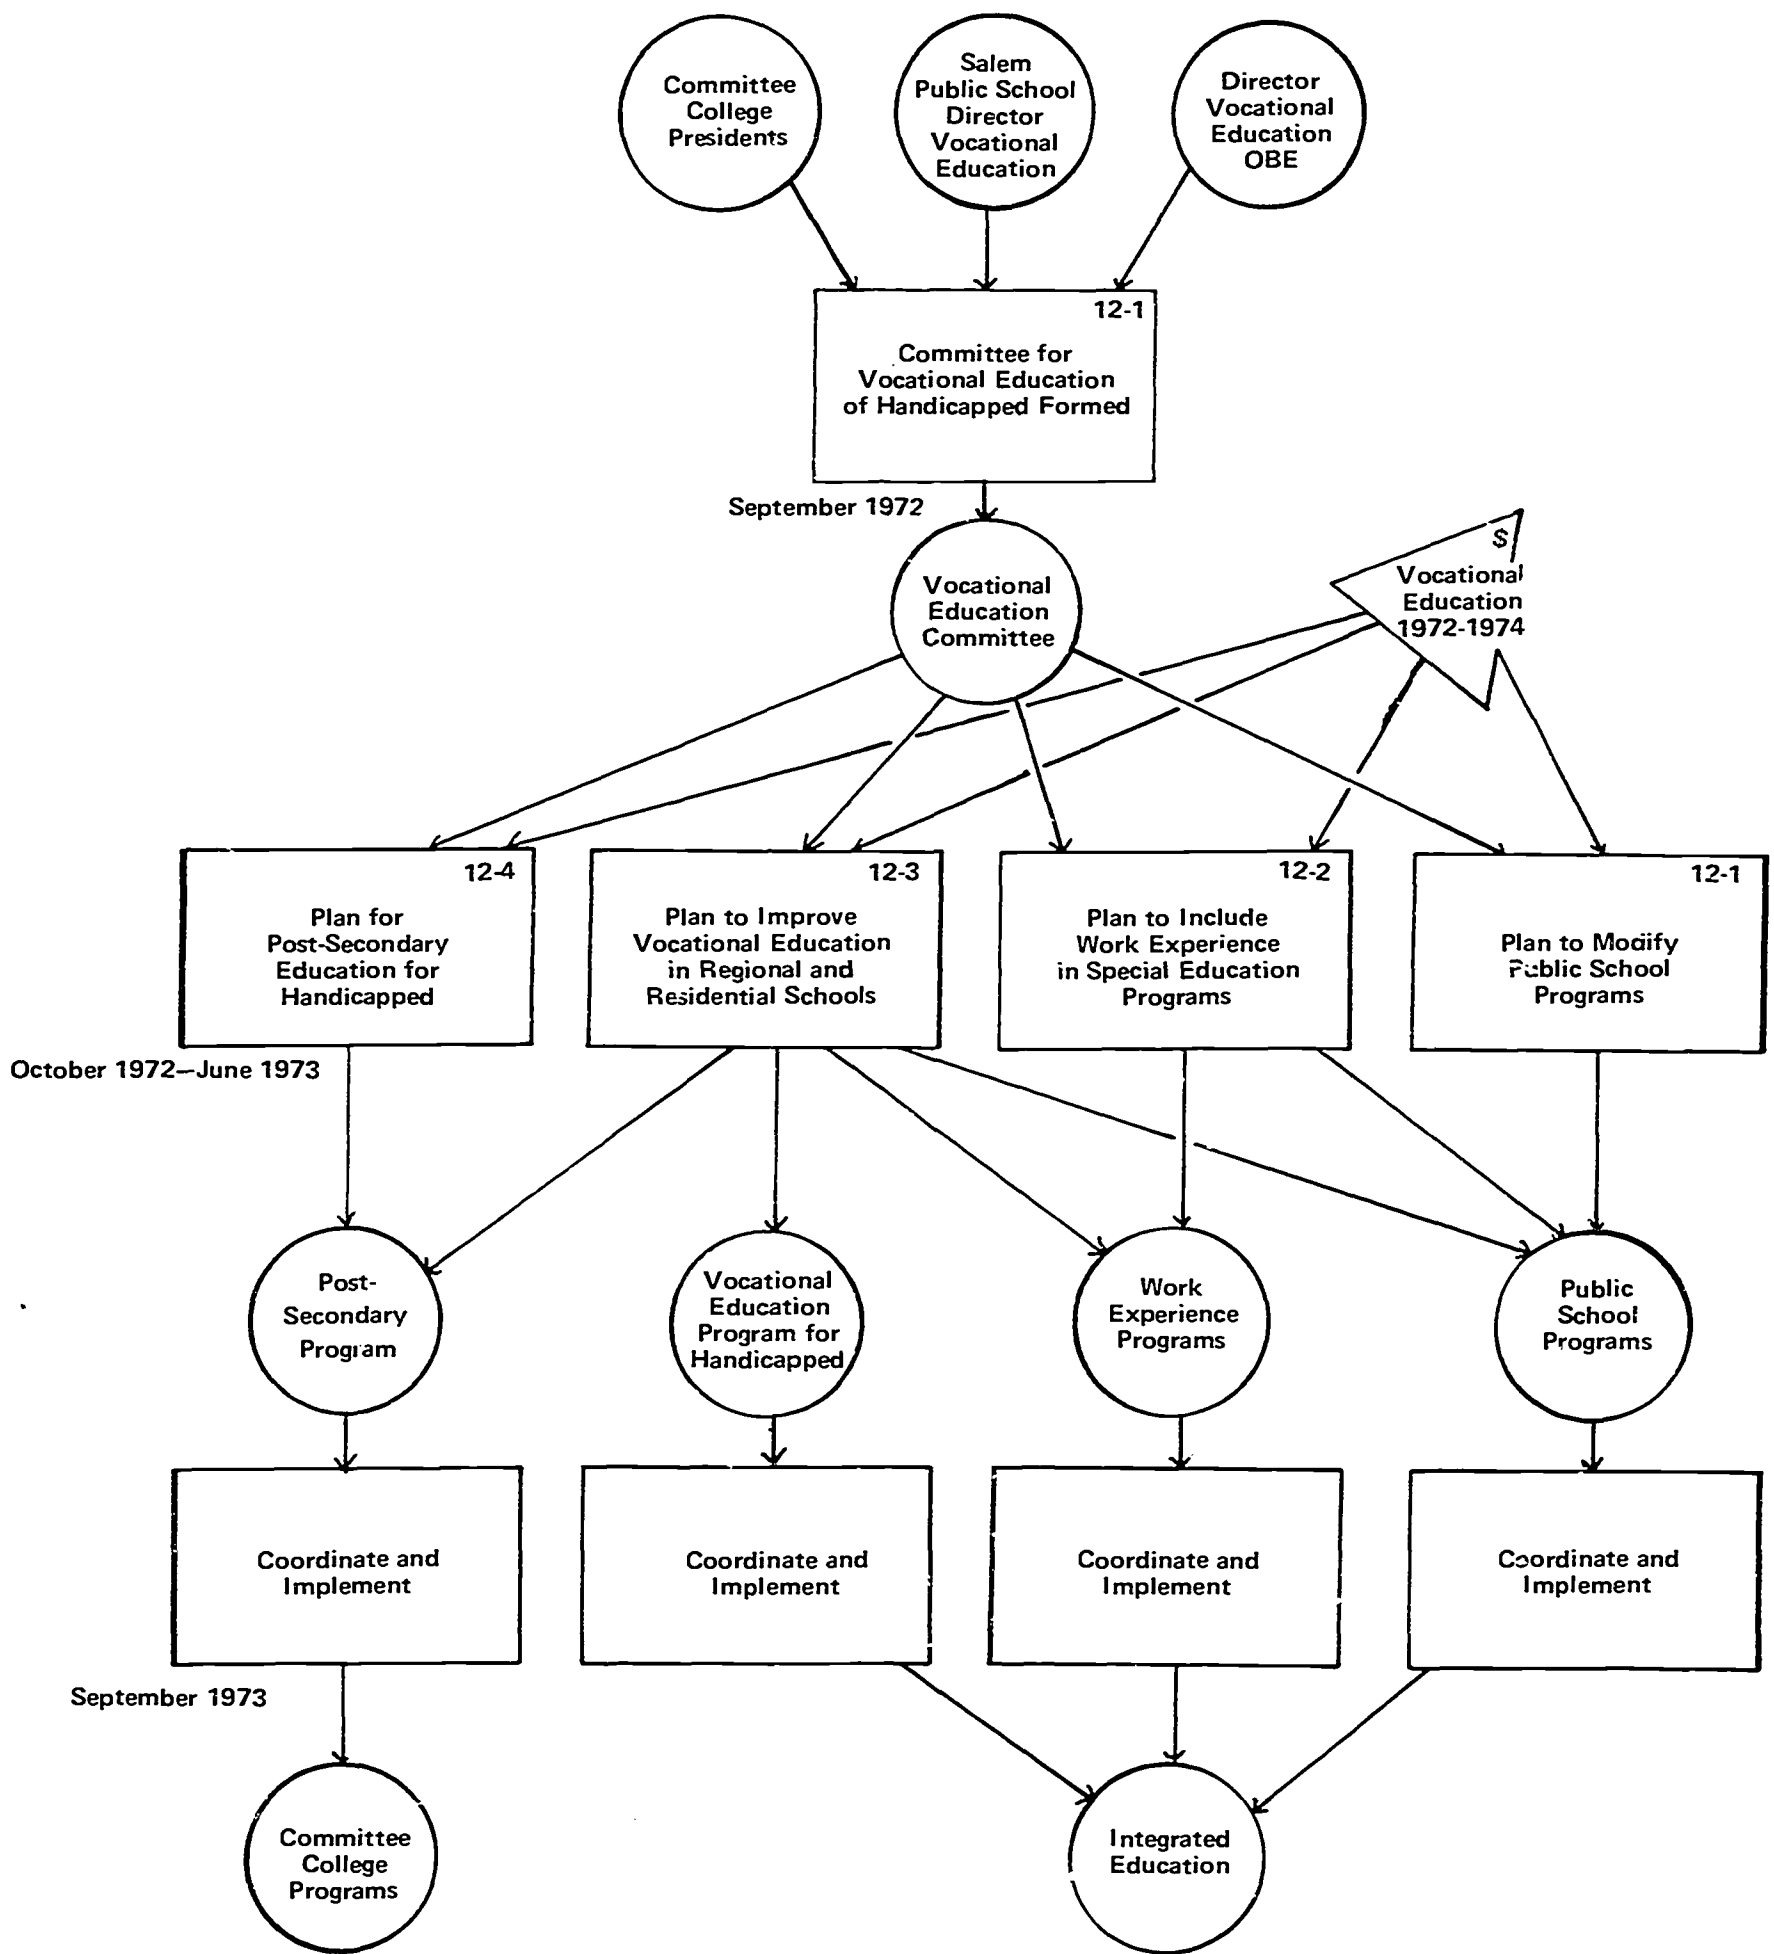 Committee
College
Presidents
Salem
Public School
Director
Vocational
Education
Director
Vocational
Education
OBE
12-1
Committee for
Vocational Education
of Handicapped Formed
September 1972
Vocational
Education
Committee
$
Vocational
Education
1972-1974
12-4
Plan for
Post-Secondary
Education for
Handicapped
12-3
Plan to Improve
Vocational Education
in Regional and
Residential Schools
12-2
Plan to Include
Work Experience
in Special Education
Programs
12-1
Plan to Modify
Public School
Programs
October 1972—June 1973
Post-
Secondary
Program
Vocational
Education
Program for
Handicapped
Work
Experience
Programs
Public
School
Programs
Coordinate and
Implement
Coordinate and
Implement
Coordinate and
Implement
Coordinate and
Implement
September 1973
Committee
College
Programs
Integrated
Education